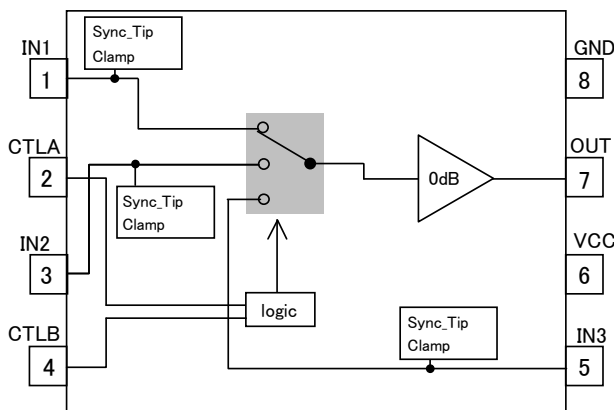 Sync_Tip
Clamp
IN1
1
CTLA
2
IN2
3
CTLB
4
Sync_Tip
Clamp
logic
0dB
Sync_Tip
Clamp
GND
8
OUT
7
VCC
6
IN3
5